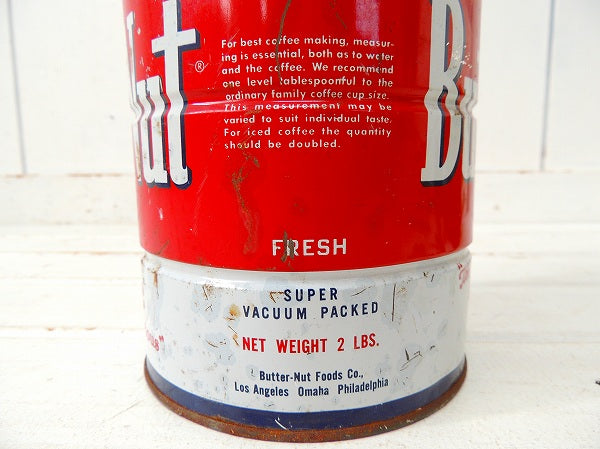 ut
®
For best coffee making, measur-
ing is essential, both as to water
and the coffee. We recommend
one level tablespoonful to the
ordinary family coffee cup size.
This measurement may be
varied to suit individual taste.
For iced coffee the quantity
should be doubled.
Bu
FRESH
SUPER
VACUUM PACKED
NET WEIGHT 2 LBS.
Butter-Nut Foods Co.,
Los Angeles Omaha Philadelphia